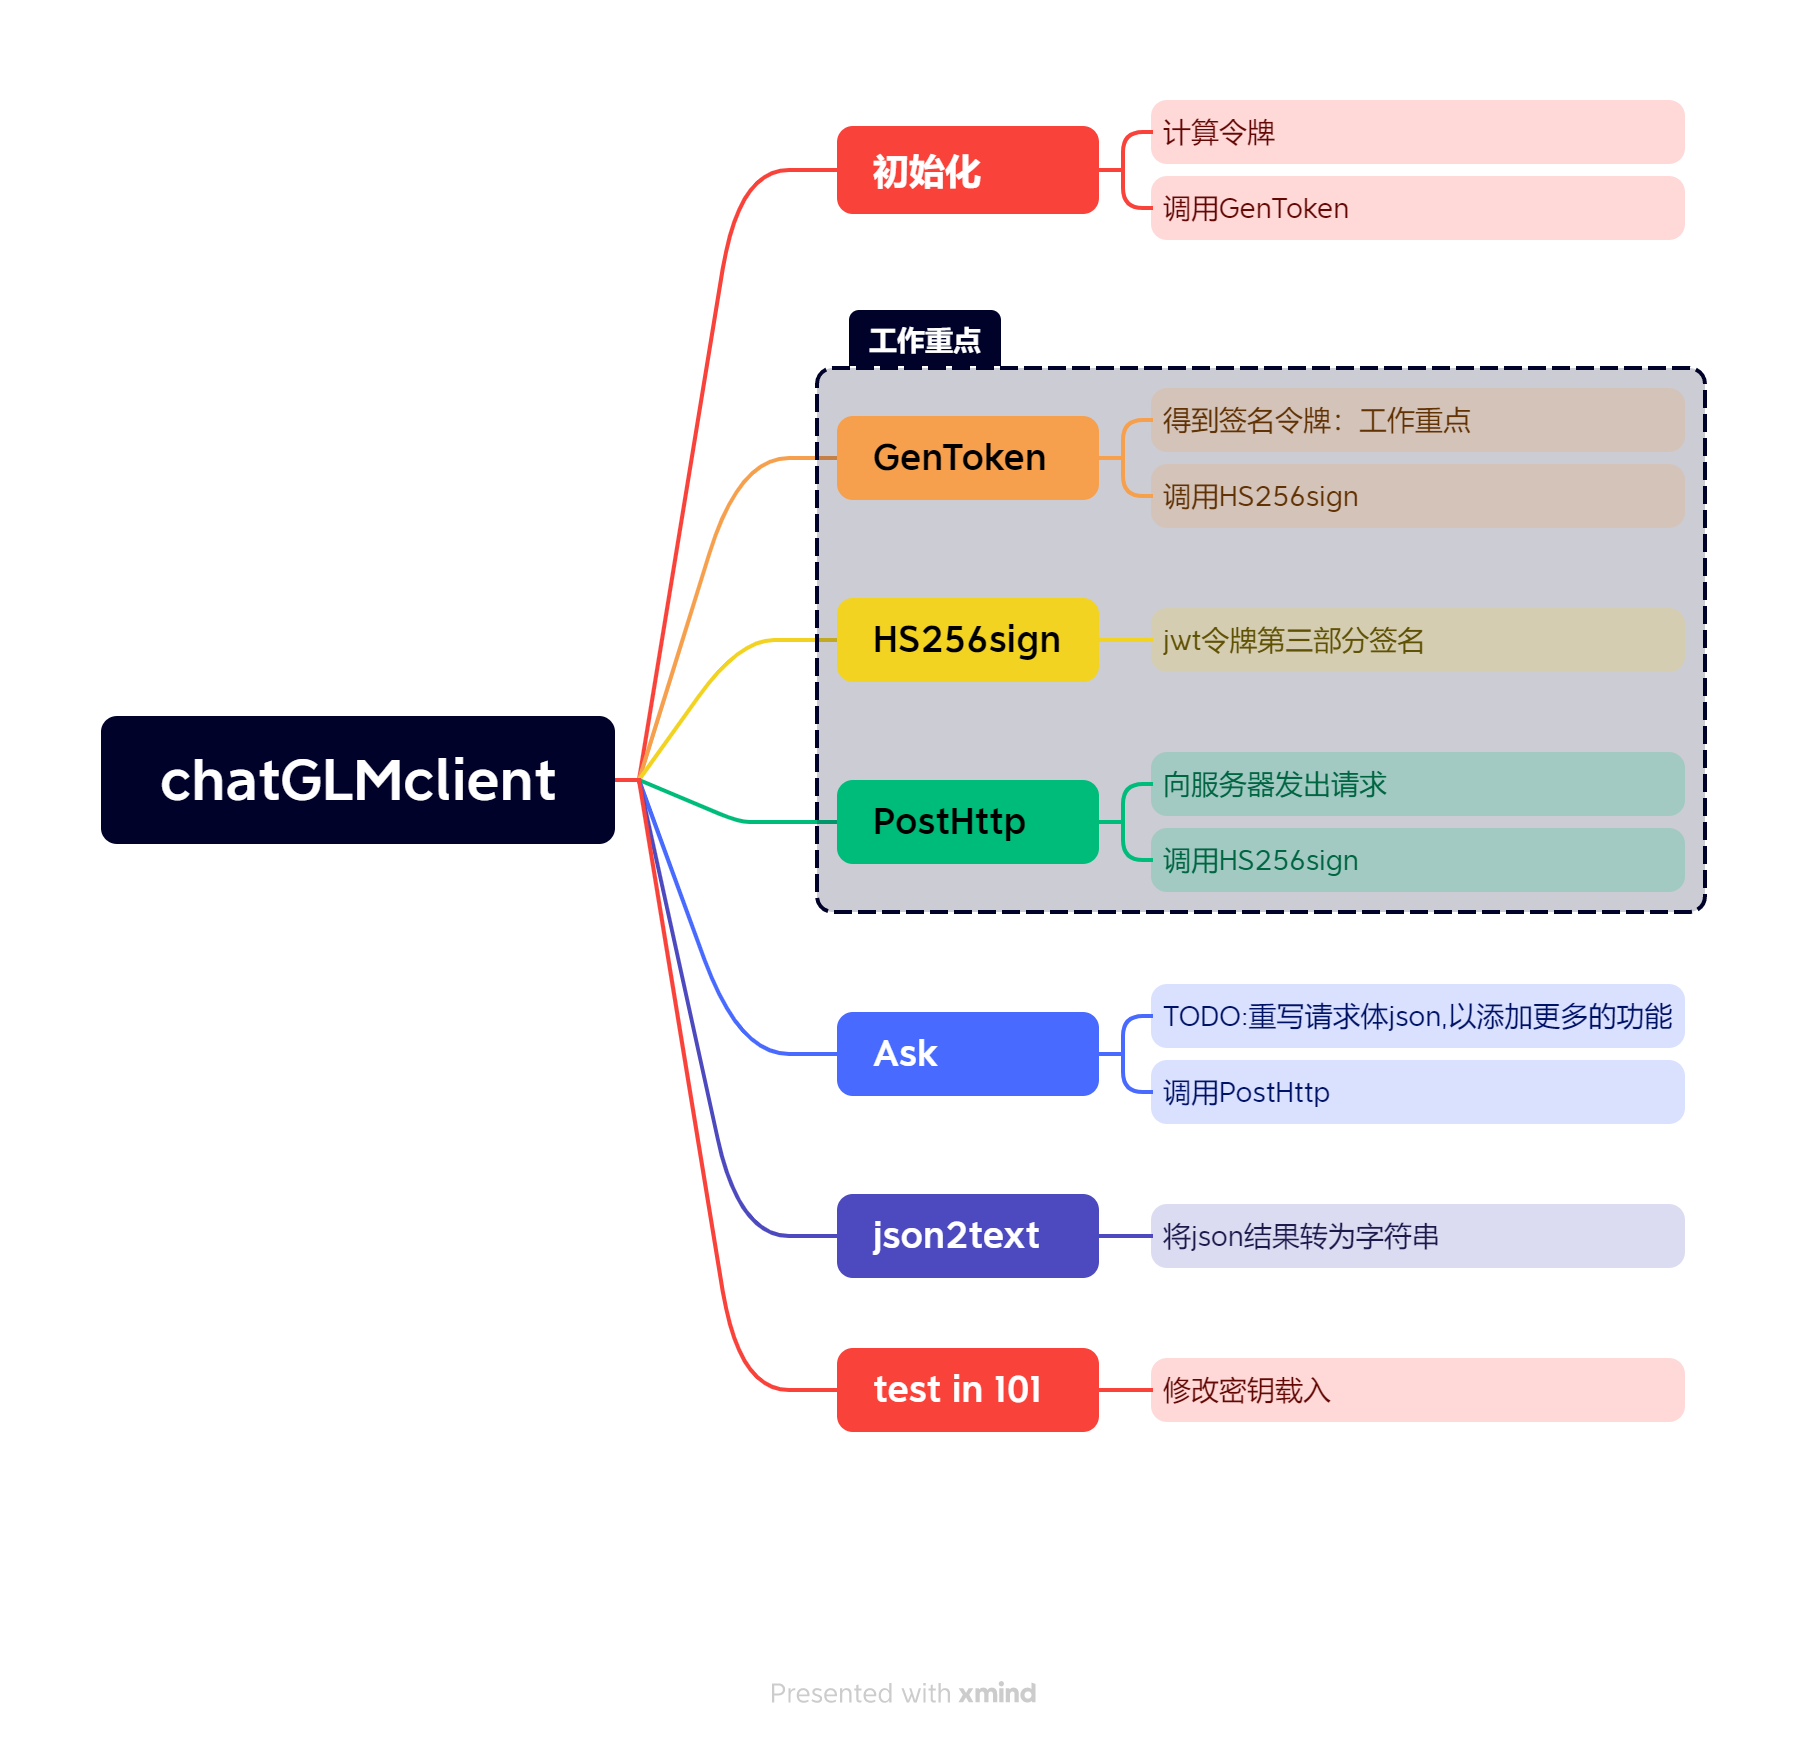 初始化
计算令牌
调用GenToken
工作重点
GenToken
得到签名令牌：工作重点
调用HS256sign
HS256sign
jwt令牌第三部分签名
chatGLMclient
PostHttp
向服务器发出请求
调用HS256sign
Ask
TODO:重写请求体json,以添加更多的功能
调用PostHttp
json2text
将json结果转为字符串
test in 101
修改密钥载入
Presented with xmind